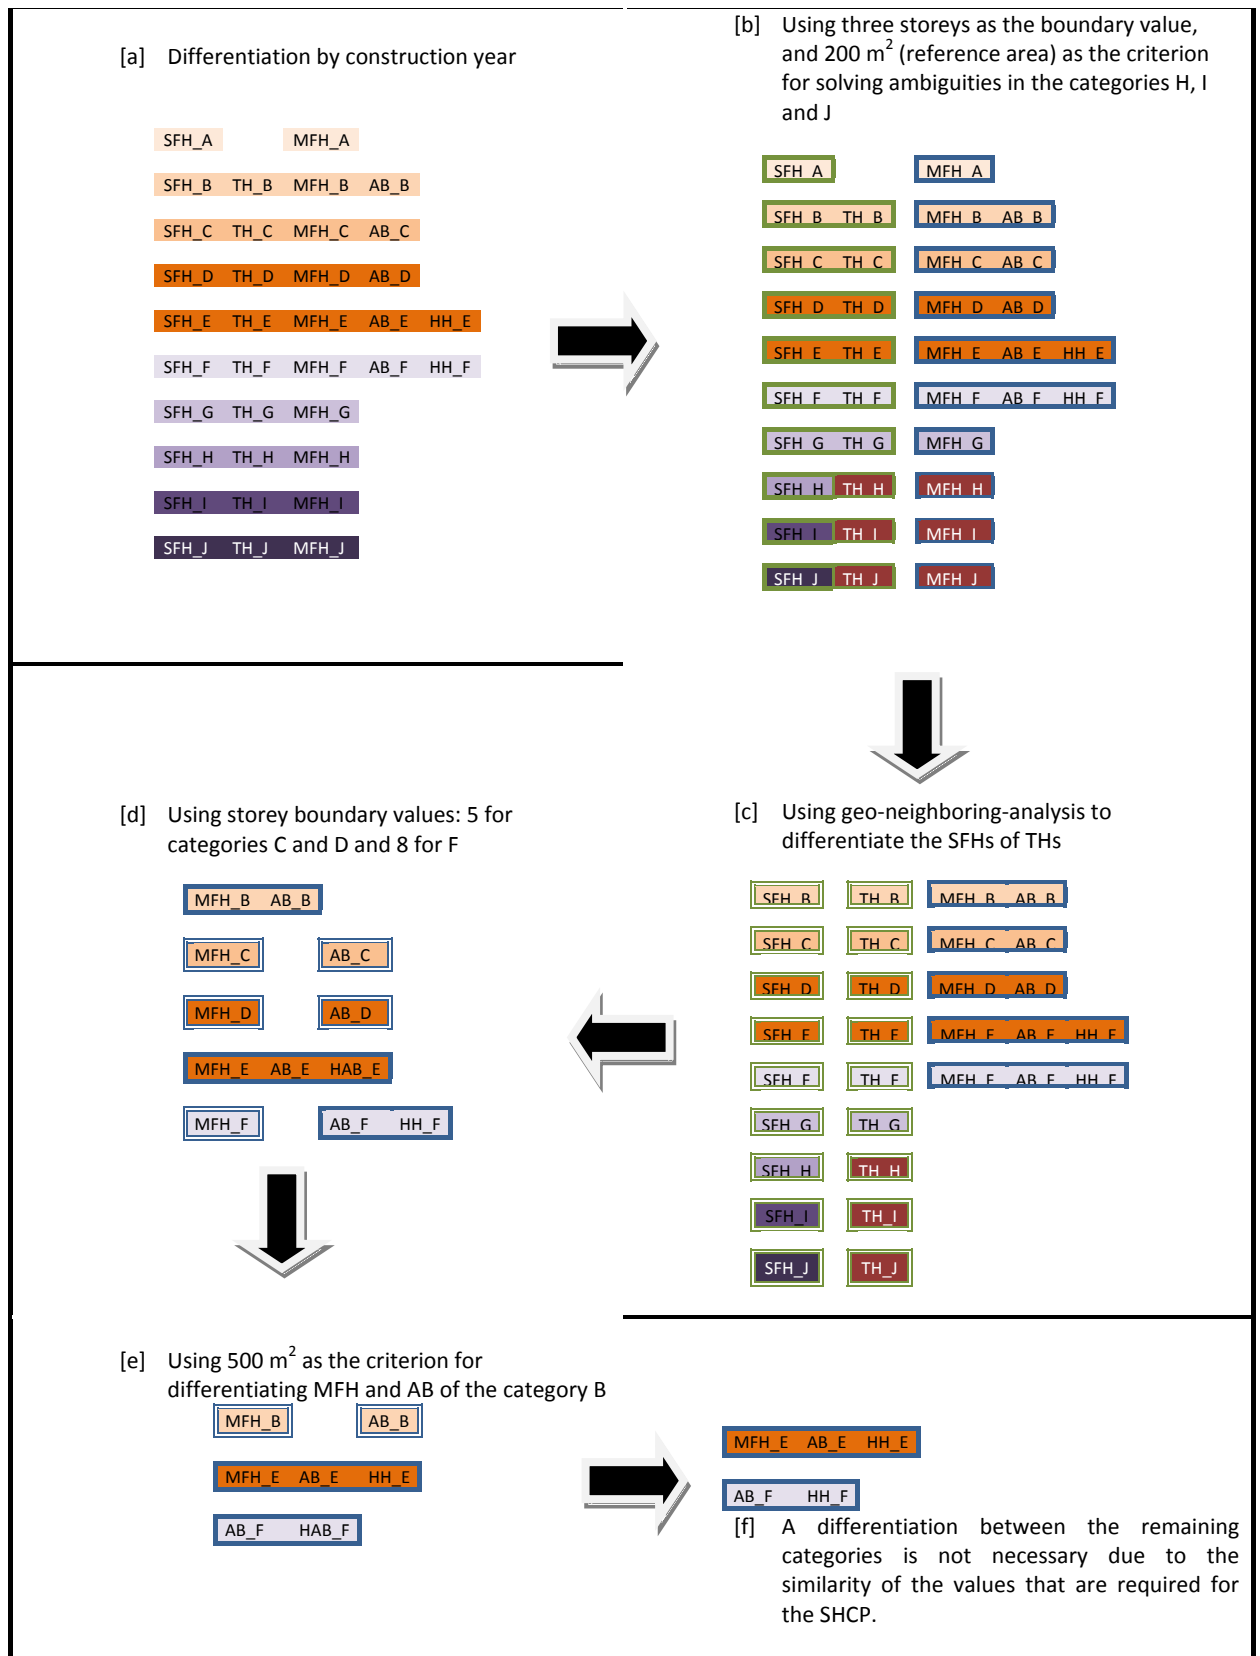 [a] Differentiation by construction year
SFH_A MFH_A
SFH_B TH_B MFH_B AB_B
SFH_C TH_C MFH_C AB_C
SFH_D TH_D MFH_D AB_D
SFH_E TH_E MFH_E AB_E HH_E
SFH_F TH_F MFH_F AB_F HH_F
SFH_G TH_G MFH_G
SFH_H TH_H MFH_H
SFH_I TH_I MFH_I
SFH_J TH_J MFH_J
[b] Using three storeys as the boundary value,
and 200 m² (reference area) as the criterion
for solving ambiguities in the categories H, I
and J
SFH_A MFH_A
SFH_B TH_B MFH_B AB_B
SFH_C TH_C MFH_C AB_C
SFH_D TH_D MFH_D AB_D
SFH_E TH_E MFH_E AB_E HH_E
SFH_F TH_F MFH_F AB_F HH_F
SFH_G TH_G MFH_G
SFH_H TH_H MFH_H
SFH_I TH_I MFH_I
SFH_J TH_J MFH_J
[c] Using geo-neighboring-analysis to
differentiate the SFHs of THs
SFH_B TH_B MFH_B AB_B
SFH_C TH_C MFH_C AB_C
SFH_D TH_D MFH_D AB_D
SFH_E TH_E MFH_E AB_E HH_E
SFH_F TH_F MFH_F AB_F HH_F
SFH_G TH_G
SFH_H TH_H
SFH_I TH_I
SFH_J TH_J
[d] Using storey boundary values: 5 for
categories C and D and 8 for F
MFH_B AB_B
MFH_C AB_C
MFH_D AB_D
MFH_E AB_E HAB_E
MFH_F AB_F HH_F
[e] Using 500 m² as the criterion for
differentiating MFH and AB of the category B
MFH_B AB_B
MFH_E AB_E HH_E
AB_F HAB_F
MFH_E AB_E HH_E
AB_F HH_F
[f] A differentiation between the remaining
categories is not necessary due to the
similarity of the values that are required for
the SHCP.